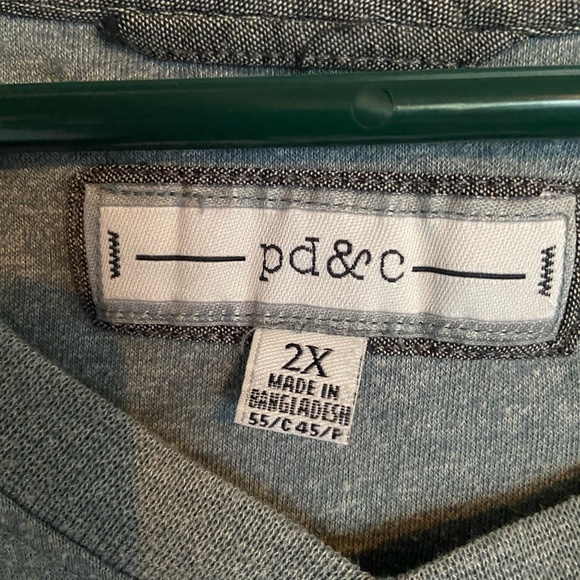 pd&c
2X
MADE IN
BANGLADESH
55/C 45/P